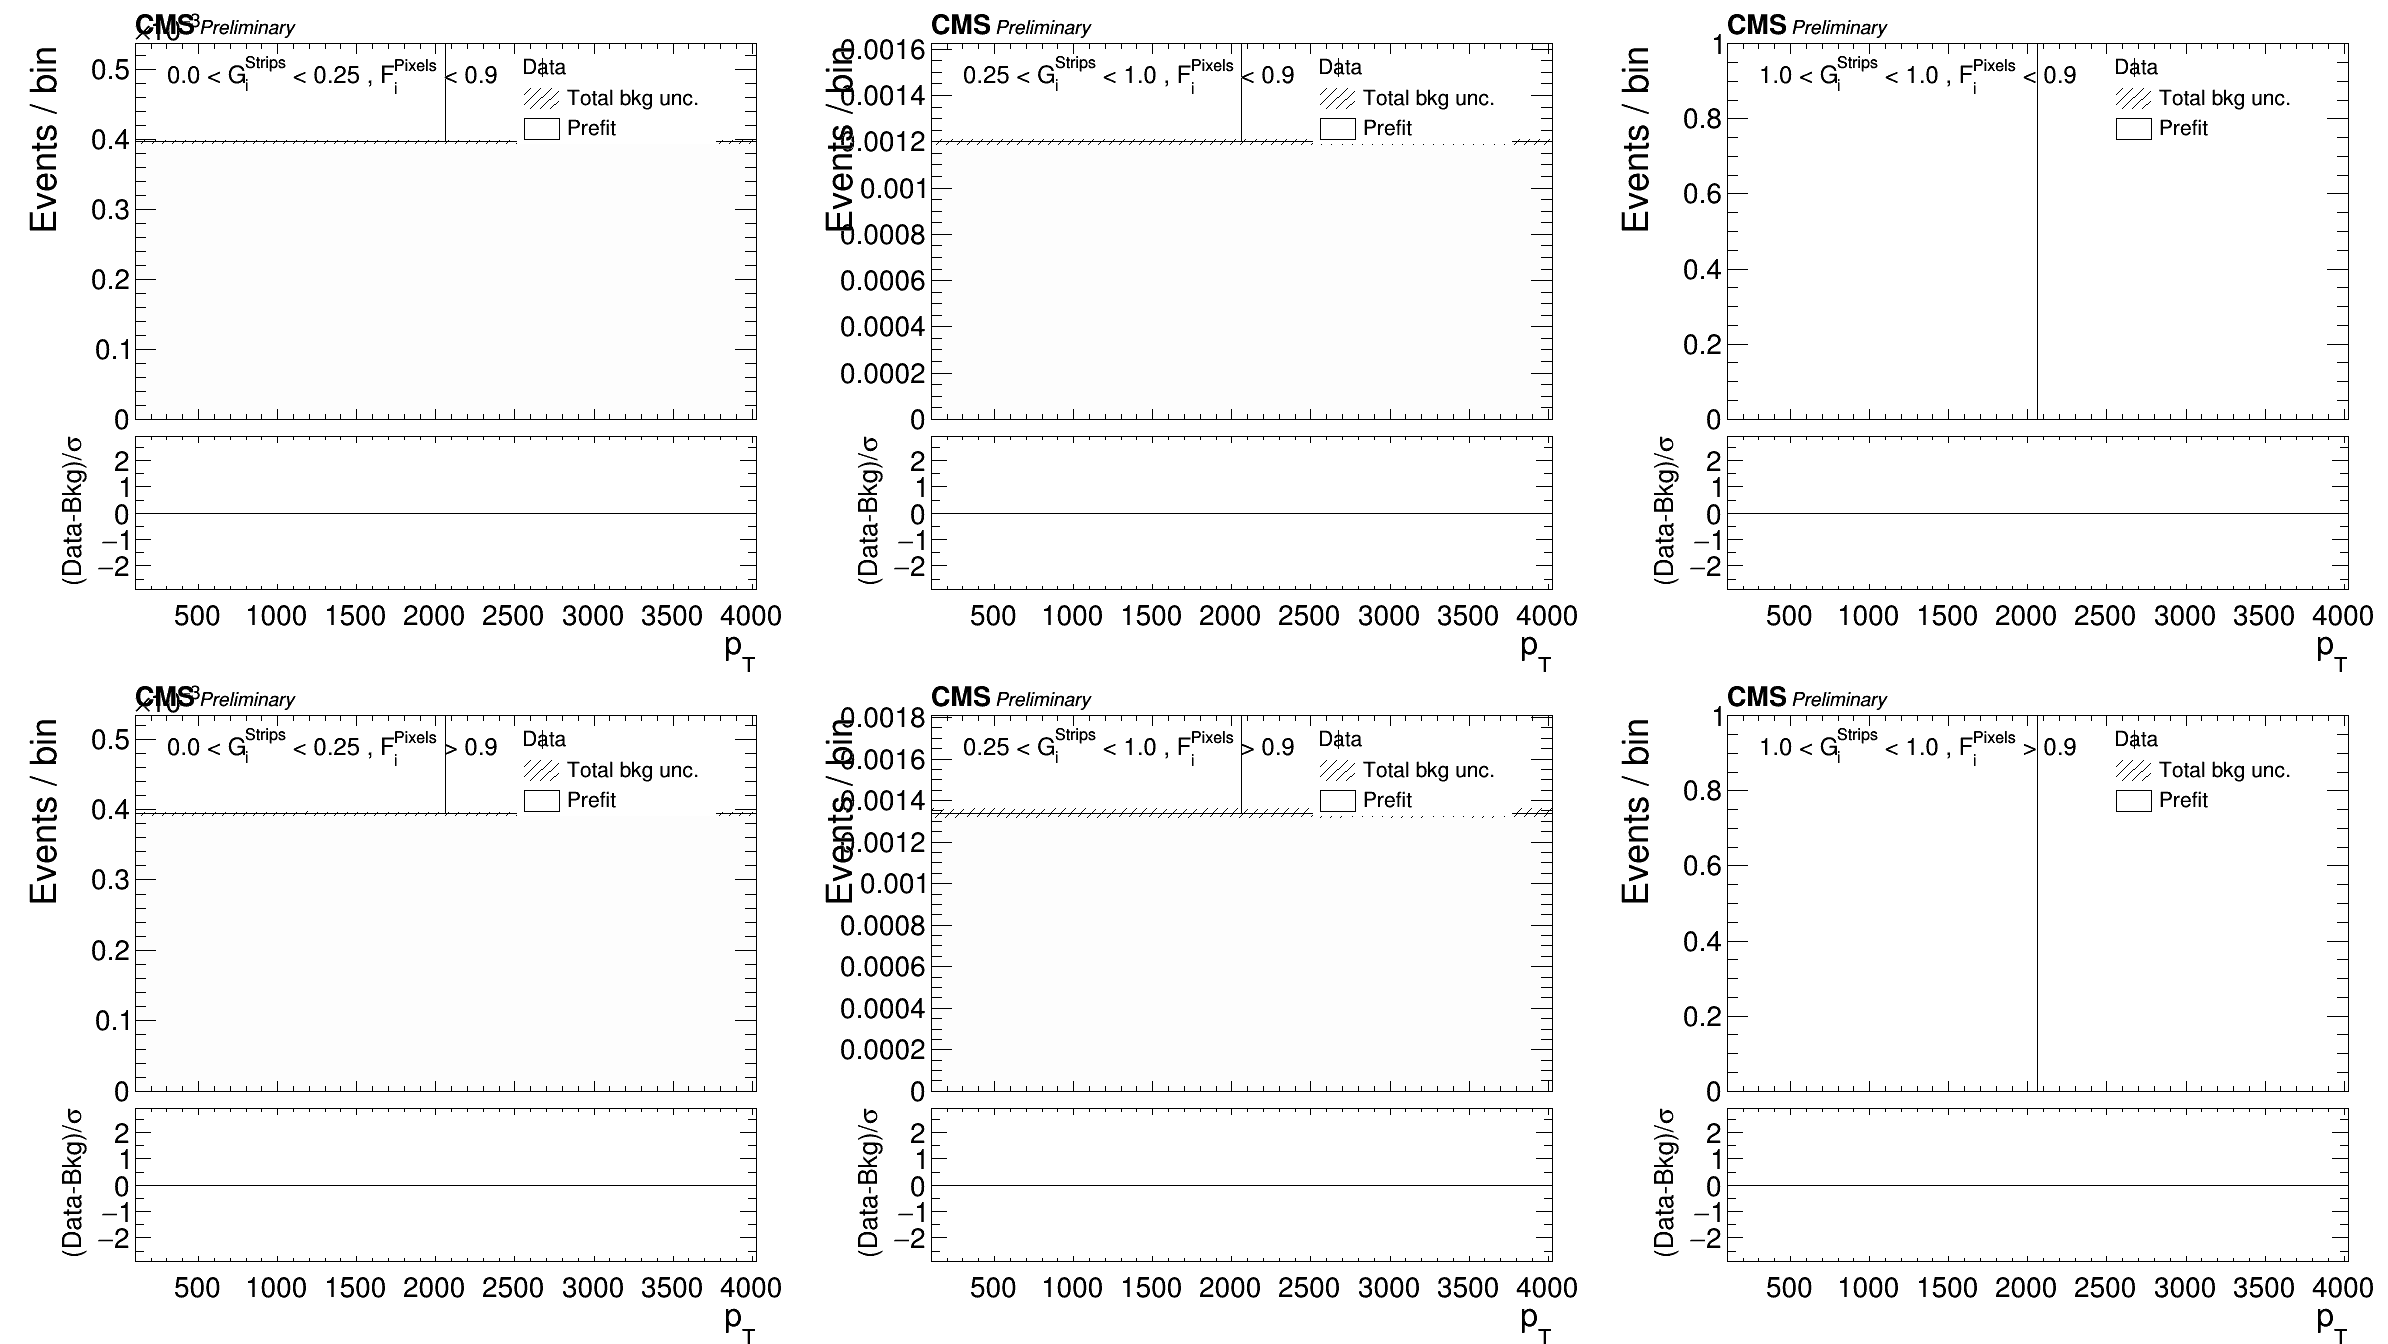 CMS Preliminary
×10⁻³
Events / bin
0.5
0.4
0.3
0.2
0.1
0
0.0 < G_i^Strips < 0.25 , F_i^Pixels < 0.9
Data
Total bkg unc.
Prefit
(Data-Bkg)/σ
2
1
0
−1
−2
500 1000 1500 2000 2500 3000 3500 4000
p_T
CMS Preliminary
Events / bin
0.0016
0.0014
0.0012
0.001
0.0008
0.0006
0.0004
0.0002
0
0.25 < G_i^Strips < 1.0 , F_i^Pixels < 0.9
Data
Total bkg unc.
Prefit
(Data-Bkg)/σ
2
1
0
−1
−2
500 1000 1500 2000 2500 3000 3500 4000
p_T
CMS Preliminary
Events / bin
1
0.8
0.6
0.4
0.2
0
1.0 < G_i^Strips < 1.0 , F_i^Pixels < 0.9
Data
Total bkg unc.
Prefit
(Data-Bkg)/σ
2
1
0
−1
−2
500 1000 1500 2000 2500 3000 3500 4000
p_T
CMS Preliminary
×10⁻³
Events / bin
0.5
0.4
0.3
0.2
0.1
0
0.0 < G_i^Strips < 0.25 , F_i^Pixels > 0.9
Data
Total bkg unc.
Prefit
(Data-Bkg)/σ
2
1
0
−1
−2
500 1000 1500 2000 2500 3000 3500 4000
p_T
CMS Preliminary
Events / bin
0.0018
0.0016
0.0014
0.0012
0.001
0.0008
0.0006
0.0004
0.0002
0
0.25 < G_i^Strips < 1.0 , F_i^Pixels > 0.9
Data
Total bkg unc.
Prefit
(Data-Bkg)/σ
2
1
0
−1
−2
500 1000 1500 2000 2500 3000 3500 4000
p_T
CMS Preliminary
Events / bin
1
0.8
0.6
0.4
0.2
0
1.0 < G_i^Strips < 1.0 , F_i^Pixels > 0.9
Data
Total bkg unc.
Prefit
(Data-Bkg)/σ
2
1
0
−1
−2
500 1000 1500 2000 2500 3000 3500 4000
p_T